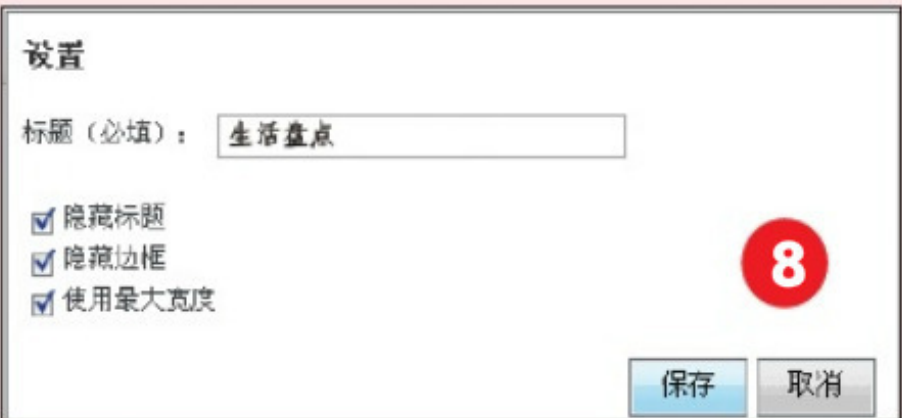 设置
标题（必填）： 生活盘点
隐藏标题
隐藏边框
使用最大宽度
8
保存 取消